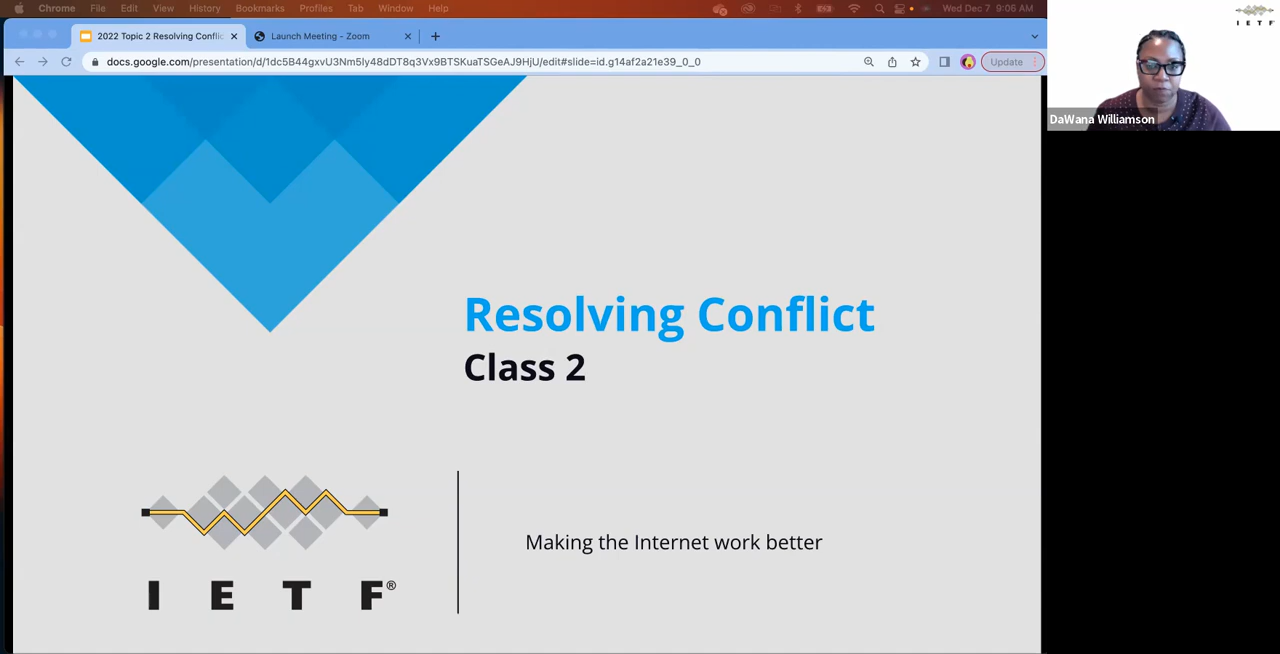 Chrome File Edit View History Bookmarks Profiles Tab Window Help Wed Dec 7 9:06 AM
2022 Topic 2 Resolving Conflic
Launch Meeting - Zoom
docs.google.com/presentation/d/1dc5B44gxvU3Nm5Iy48dDT8q3Vx9BTSKuaTSGeAJ9HjU/edit#slide=id.g14af2a21e39_0_0
Update
IETF
DaWana Williamson
Resolving Conflict
Class 2
Making the Internet work better
I E T F®